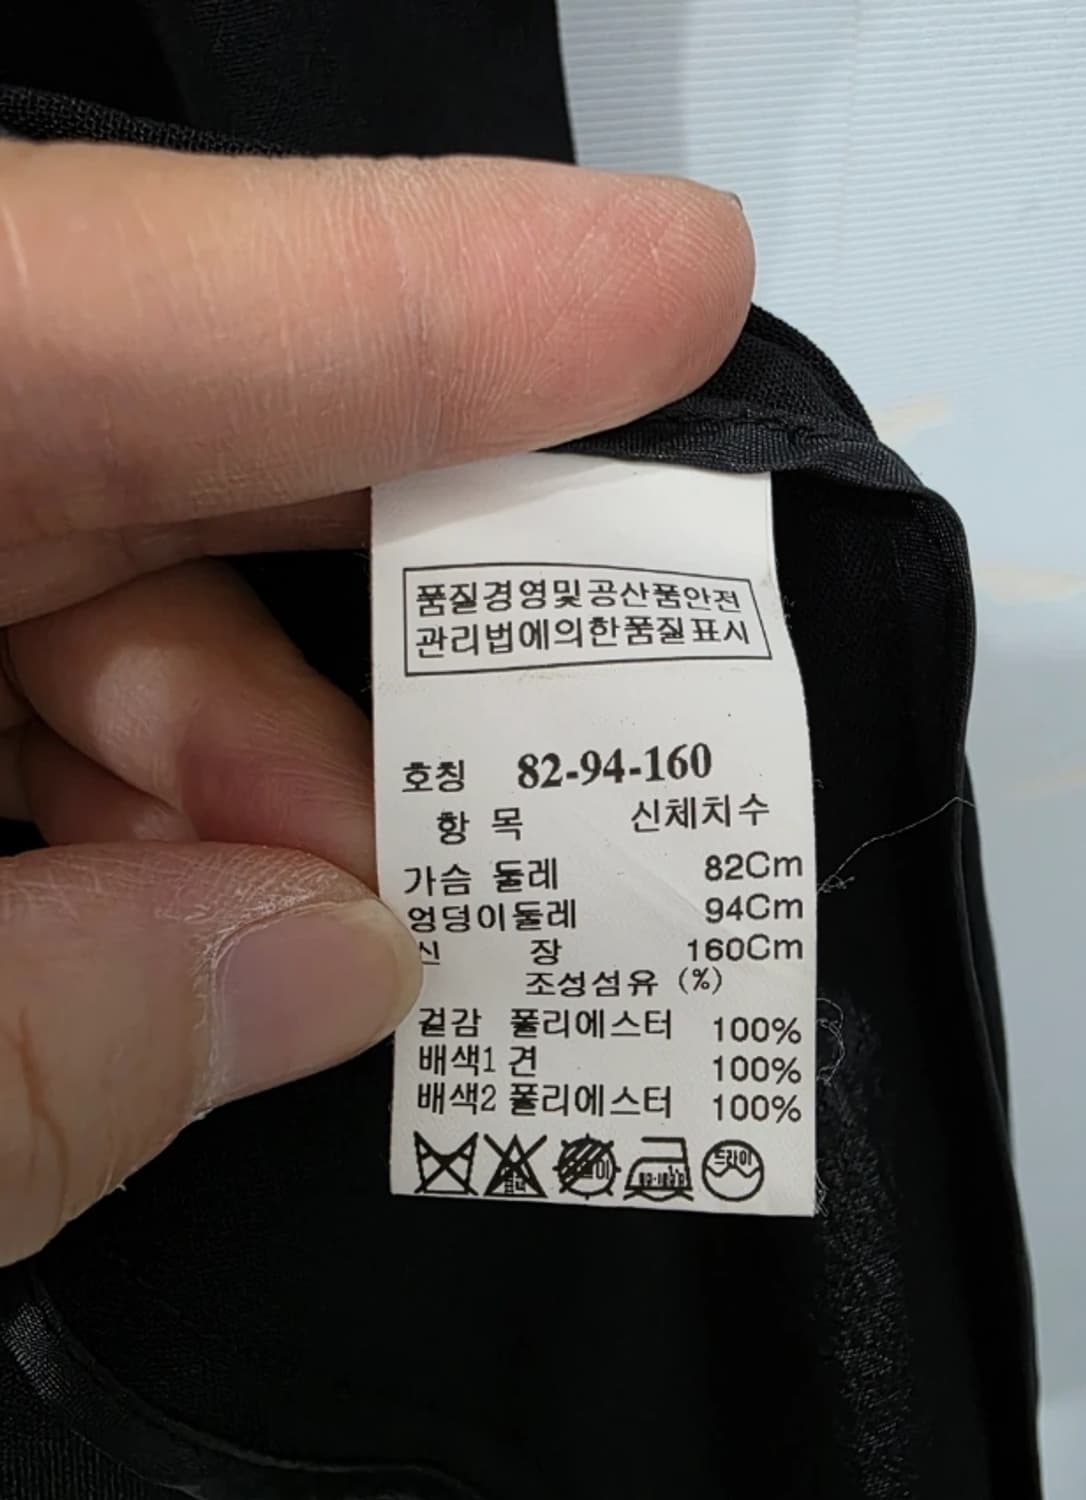 품질경영및공산품안전
관리법에의한품질표시
호칭 82-94-160
항 목 신체치수
가슴 둘레 82Cm
엉덩이둘레 94Cm
신 장 160Cm
조성섬유 (%)
겉감 폴리에스터 100%
배색1 견 100%
배색2 폴리에스터 100%
드라이